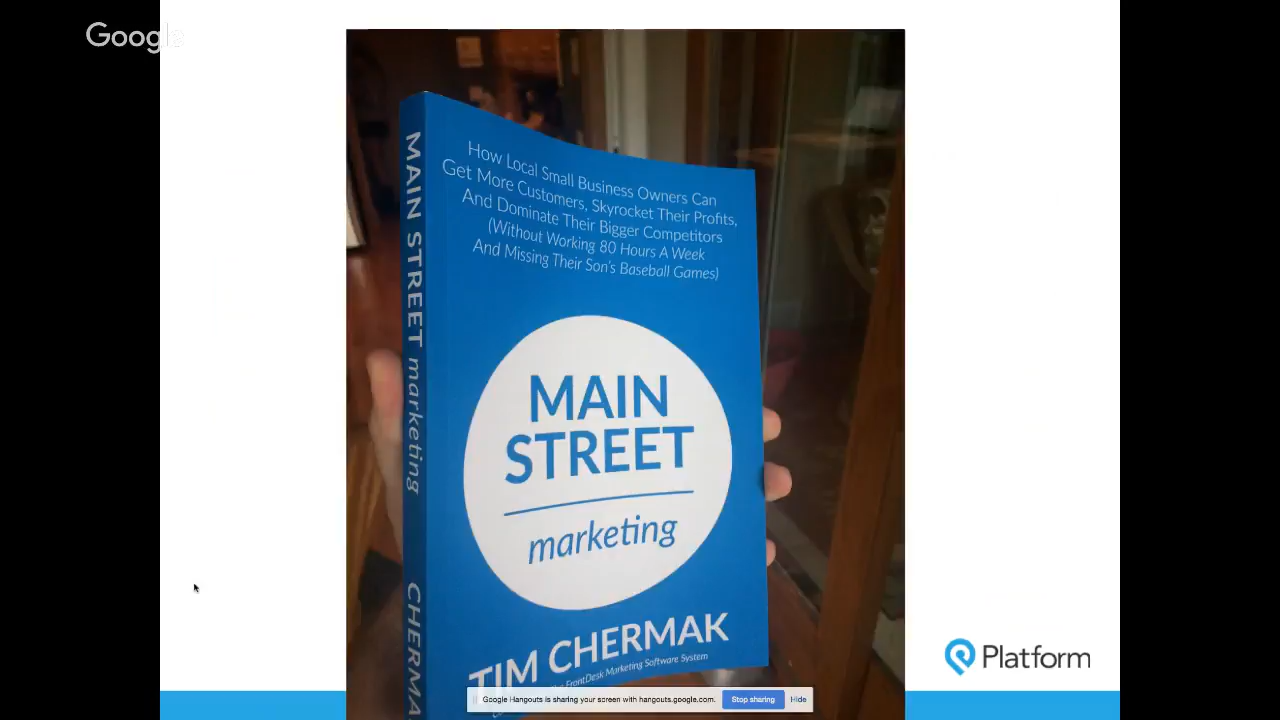 Google
MAIN STREET marketing
CHERMA
How Local Small Business Owners Can
Get More Customers, Skyrocket Their Profits,
And Dominate Their Bigger Competitors
(Without Working 80 Hours A Week
And Missing Their Son's Baseball Games)
MAIN
STREET
marketing
TIM CHERMAK
FrontDesk Marketing Software System
Platform
Google Hangouts is sharing your screen with hangouts.google.com.
Stop sharing
Hide